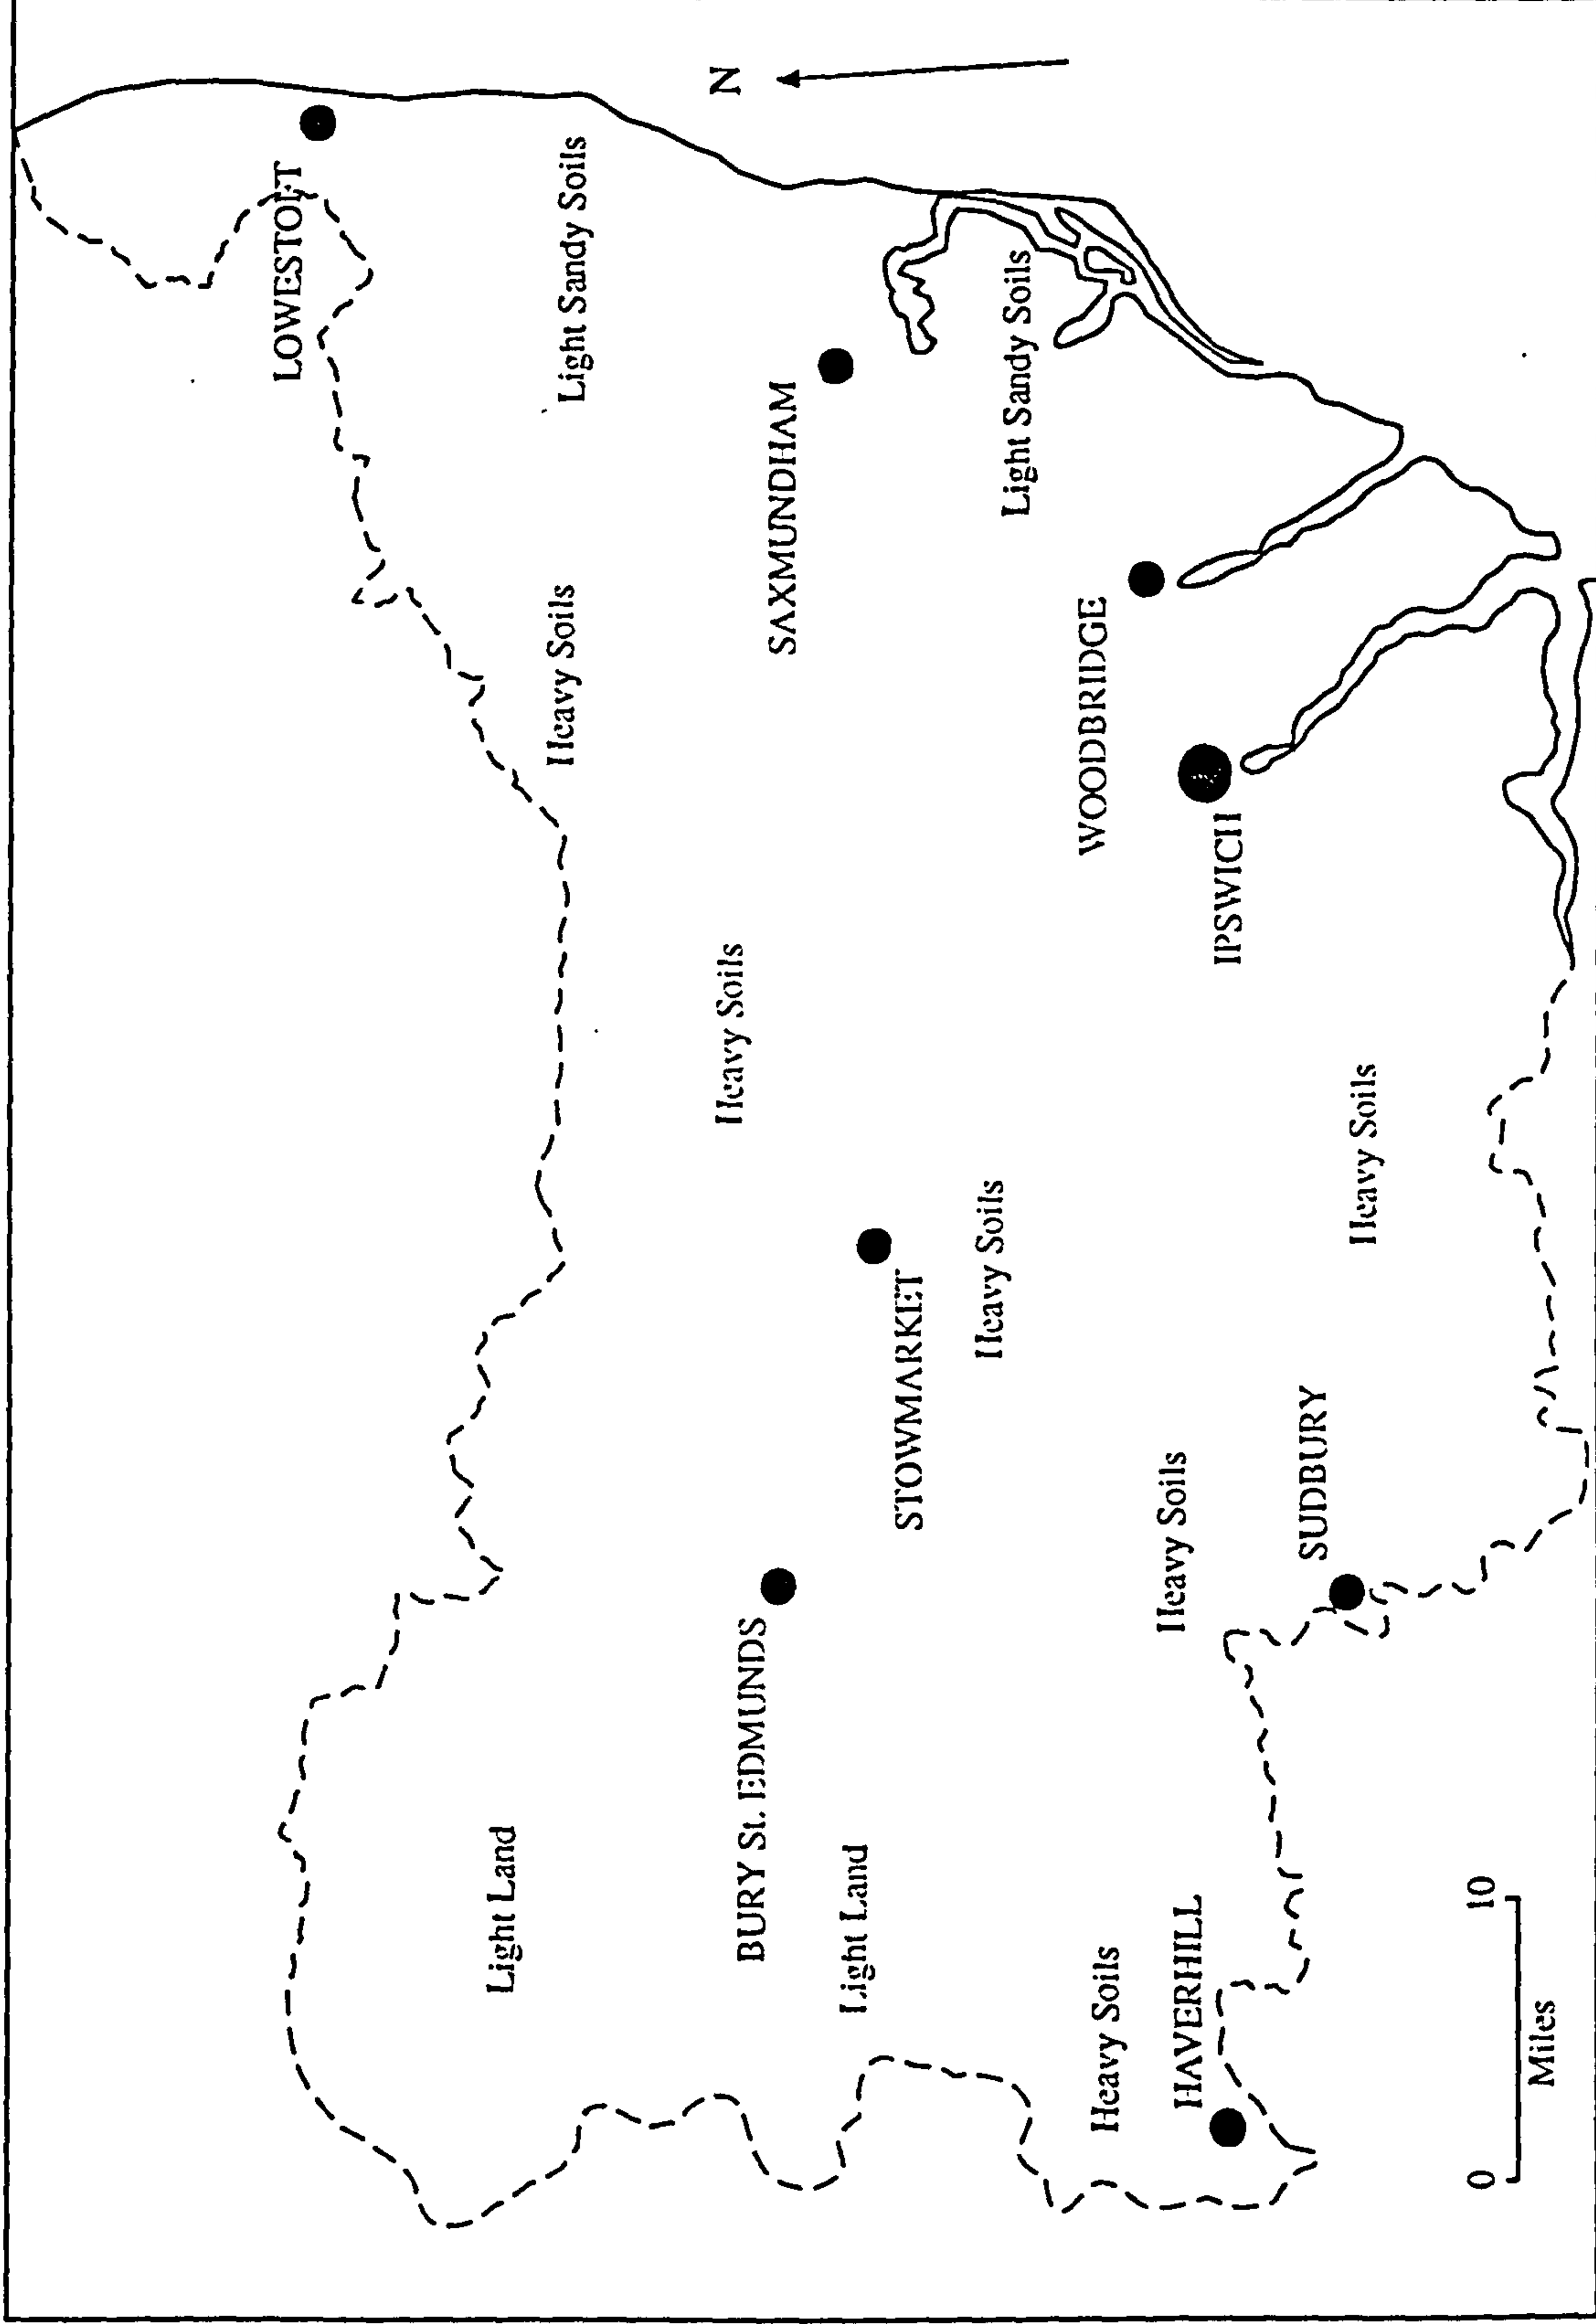 LOWESTOFT
Light Land
Heavy Soils
Light Sandy Soils
N
Heavy Soils
BURY St. EDMUNDS
SAXMUNDHAM
Light Land
STOWMARKET
Heavy Soils
Light Sandy Soils
WOODBRIDGE
Heavy Soils
Heavy Soils
HAVERHILL
IPSWICH
SUDBURY
Heavy Soils
0 10
Miles